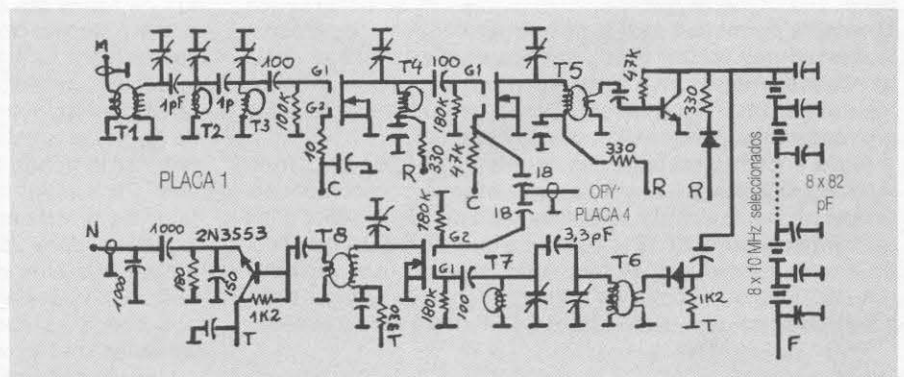 M
T1
1pF
T2
1p
T3
100
100K
G1
G2
10
C
T4
100
180K
R
330
G1
47K
C
T5
47K
330
R
330
R
PLACA 1
18
18
OFV
PLACA 4
8 x 10 MHz seleccionados
8 x 82
pF
F
N
1000
1000
180
2N3553
150
1K2
T
T8
330
T
180K
G2
G1
180K
100
T7
3,3pF
T6
1K2
T